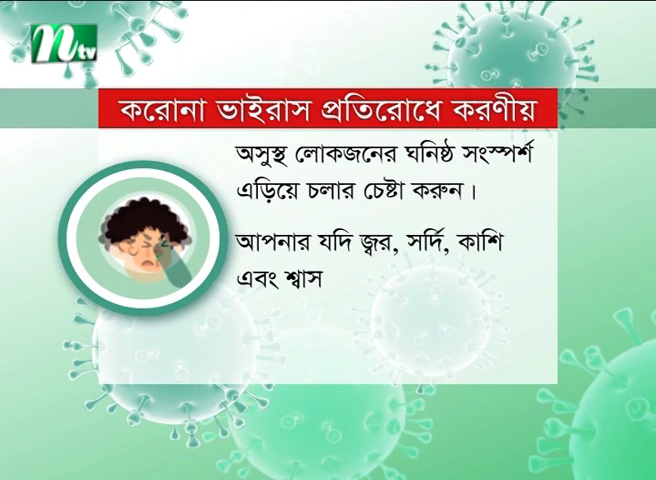 ntv
করোনা ভাইরাস প্রতিরোধে করণীয়
অসুস্থ লোকজনের ঘনিষ্ঠ সংস্পর্শ
এড়িয়ে চলার চেষ্টা করুন।
আপনার যদি জ্বর, সর্দি, কাশি
এবং শ্বাস